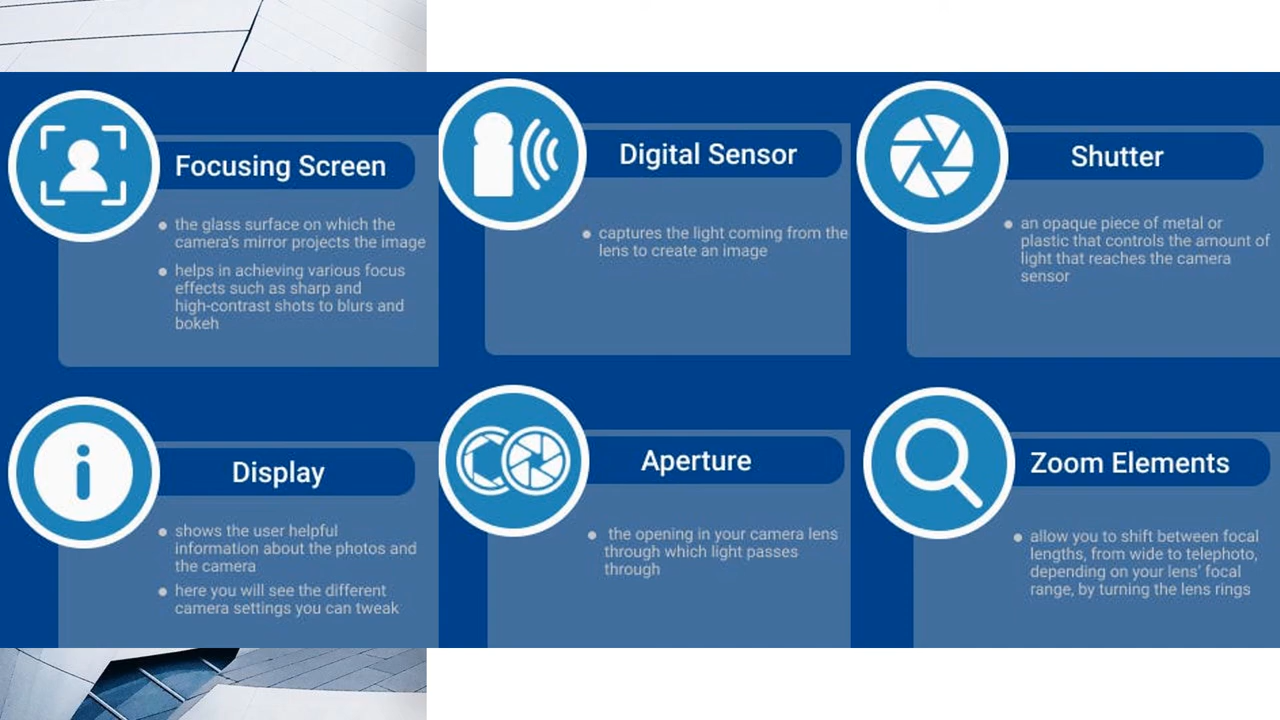 Focusing Screen
• the glass surface on which the
camera's mirror projects the image
• helps in achieving various focus
effects such as sharp and
high-contrast shots to blurs and
bokeh
Digital Sensor
• captures the light coming from the
lens to create an image
Shutter
• an opaque piece of metal or
plastic that controls the amount of
light that reaches the camera
sensor
Display
• shows the user helpful
information about the photos and
the camera
• here you will see the different
camera settings you can tweak
Aperture
• the opening in your camera lens
through which light passes
through
Zoom Elements
• allow you to shift between focal
lengths, from wide to telephoto,
depending on your lens' focal
range, by turning the lens rings